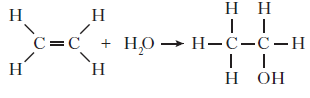 H H H H
C=C + H₂O → H–C–C–H
H H H OH